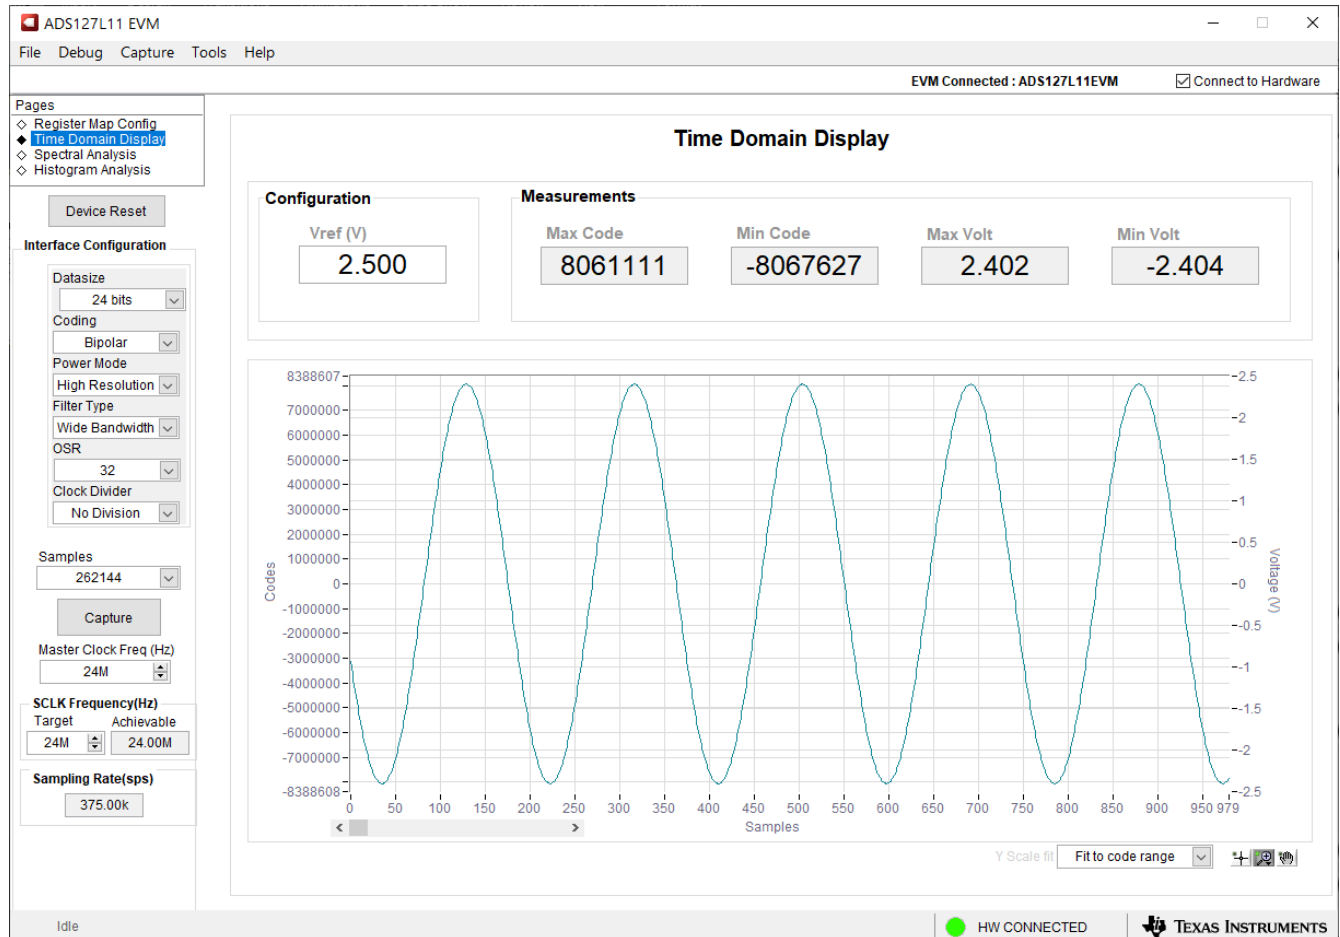 ADS127L11 EVM
File Debug Capture Tools Help
EVM Connected : ADS127L11EVM Connect to Hardware
Pages
Register Map Config
Time Domain Display
Spectral Analysis
Histogram Analysis
Device Reset
Interface Configuration
Datasize
24 bits
Coding
Bipolar
Power Mode
High Resolution
Filter Type
Wide Bandwidth
OSR
32
Clock Divider
No Division
Samples
262144
Capture
Master Clock Freq (Hz)
24M
SCLK Frequency(Hz)
Target Achievable
24M 24.00M
Sampling Rate(sps)
375.00k
Time Domain Display
Configuration
Vref (V)
2.500
Measurements
Max Code Min Code Max Volt Min Volt
8061111 -8067627 2.402 -2.404
Codes
8388607
7000000
6000000
5000000
4000000
3000000
2000000
1000000
0
-1000000
-2000000
-3000000
-4000000
-5000000
-6000000
-7000000
-8388608
2.5
2
1.5
1
0.5
0
-0.5
-1
-1.5
-2
-2.5
Voltage (V)
0 50 100 150 200 250 300 350 400 450 500 550 600 650 700 750 800 850 900 950 979
Samples
Y Scale fit Fit to code range
Idle HW CONNECTED TEXAS INSTRUMENTS